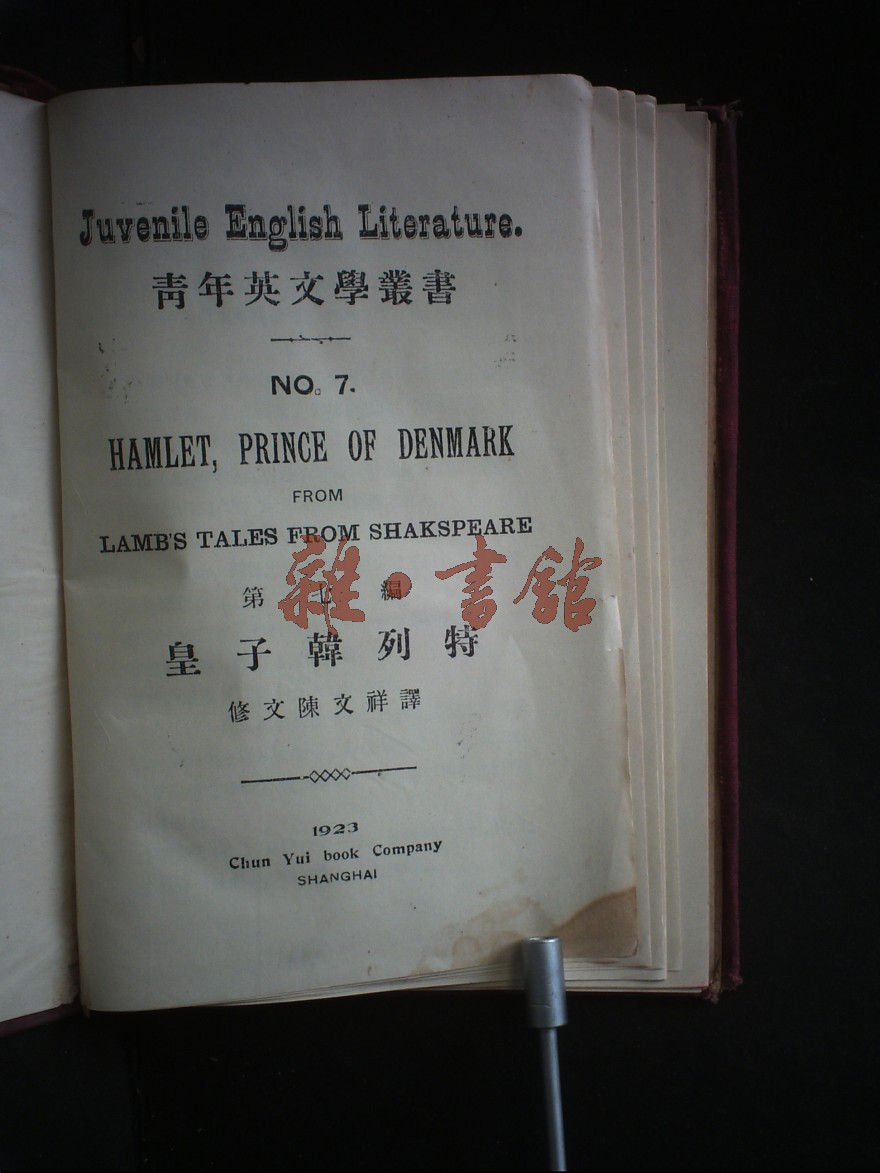 Juvenile English Literature.
靑年英文學叢書
NO. 7.
HAMLET, PRINCE OF DENMARK
FROM
LAMB'S TALES FROM SHAKSPEARE
第七編
雜·書館
皇子韓列特
修文陳文祥譯
1923
Chun Yui book Company
SHANGHAI